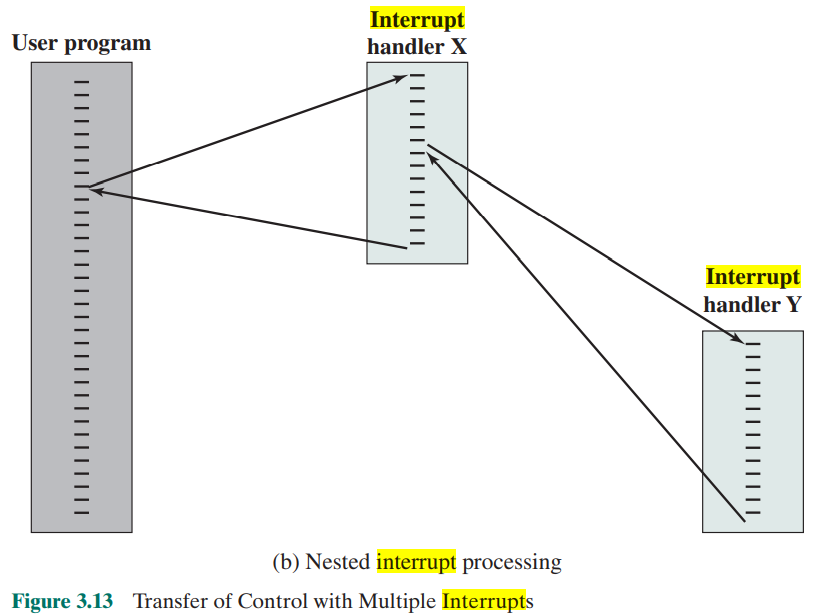 User program
Interrupt
handler X
Interrupt
handler Y
(b) Nested interrupt processing
Figure 3.13 Transfer of Control with Multiple Interrupts